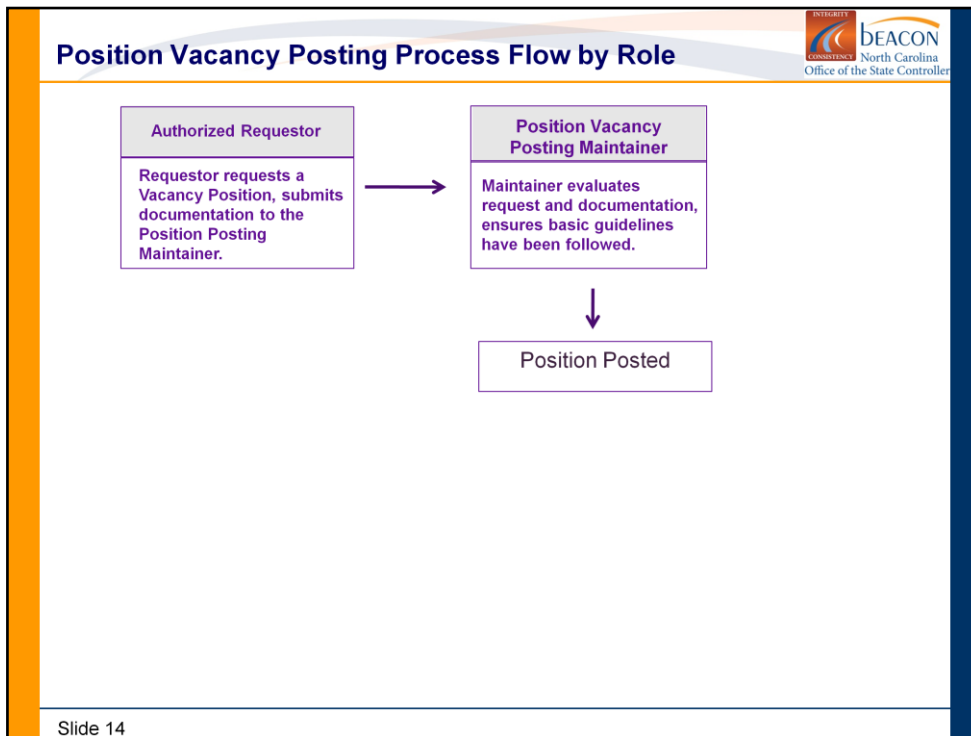 Position Vacancy Posting Process Flow by Role
INTEGRITY
CONSISTENCY
bEACON
North Carolina
Office of the State Controller
Authorized Requestor
Requestor requests a
Vacancy Position, submits
documentation to the
Position Posting
Maintainer.
Position Vacancy
Posting Maintainer
Maintainer evaluates
request and documentation,
ensures basic guidelines
have been followed.
Position Posted
Slide 14